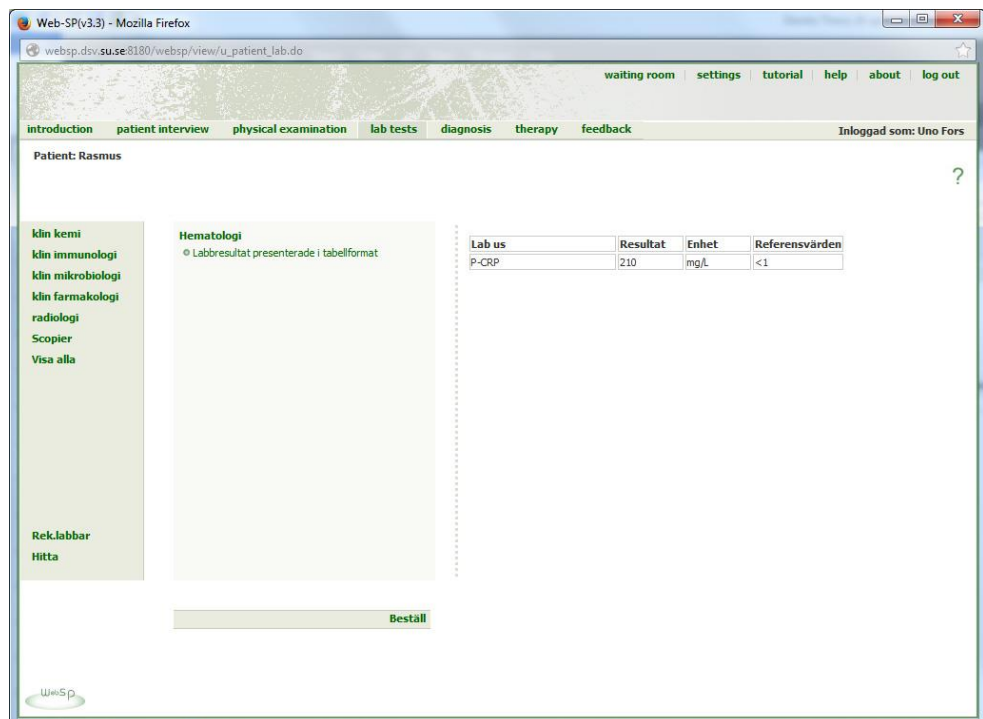 Web-SP(v3.3) - Mozilla Firefox
websp.dsv.su.se:8180/websp/view/u_patient_lab.do
waiting room settings tutorial help about log out
introduction patient interview physical examination lab tests diagnosis therapy feedback Inloggad som: Uno Fors
Patient: Rasmus
?
klin kemi
klin immunologi
klin mikrobiologi
klin farmakologi
radiologi
Scopier
Visa alla
Rek.labbar
Hitta
Hematologi
Labbresultat presenterade i tabellformat
Beställ
Lab us Resultat Enhet Referensvärden
P-CRP 210 mg/L <1
WebSp